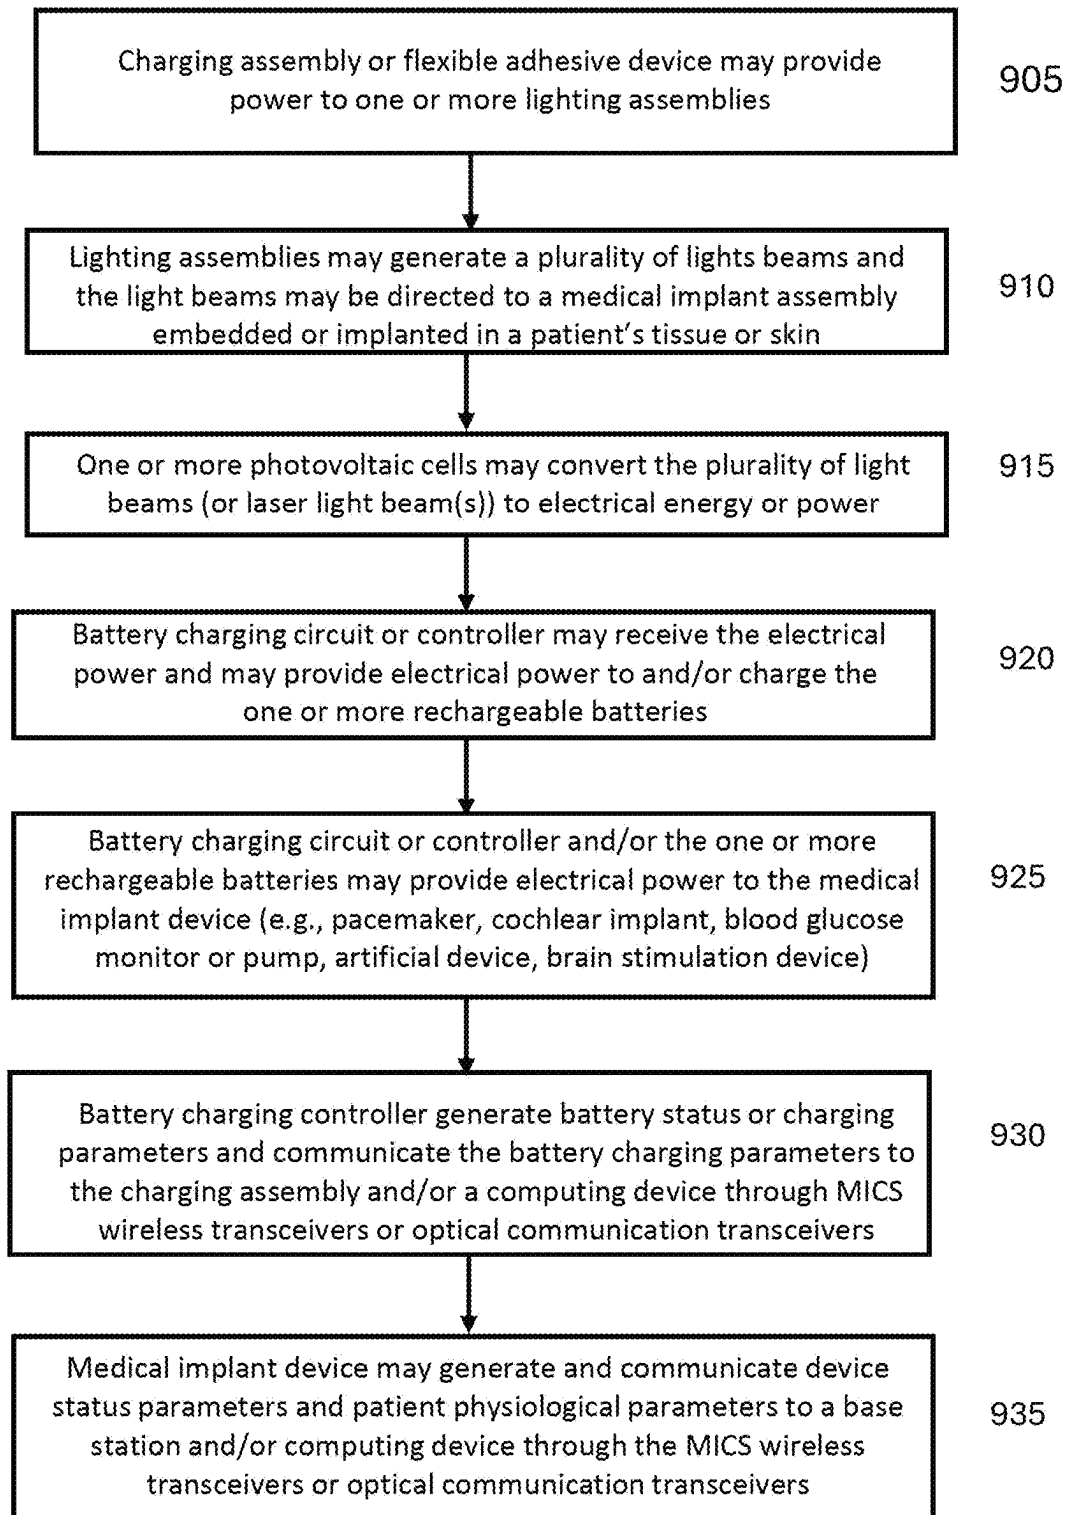 Charging assembly or flexible adhesive device may provide
power to one or more lighting assemblies
905
Lighting assemblies may generate a plurality of lights beams and
the light beams may be directed to a medical implant assembly
embedded or implanted in a patient's tissue or skin
910
One or more photovoltaic cells may convert the plurality of light
beams (or laser light beam(s)) to electrical energy or power
915
Battery charging circuit or controller may receive the electrical
power and may provide electrical power to and/or charge the
one or more rechargeable batteries
920
Battery charging circuit or controller and/or the one or more
rechargeable batteries may provide electrical power to the medical
implant device (e.g., pacemaker, cochlear implant, blood glucose
monitor or pump, artificial device, brain stimulation device)
925
Battery charging controller generate battery status or charging
parameters and communicate the battery charging parameters to
the charging assembly and/or a computing device through MICS
wireless transceivers or optical communication transceivers
930
Medical implant device may generate and communicate device
status parameters and patient physiological parameters to a base
station and/or computing device through the MICS wireless
transceivers or optical communication transceivers
935